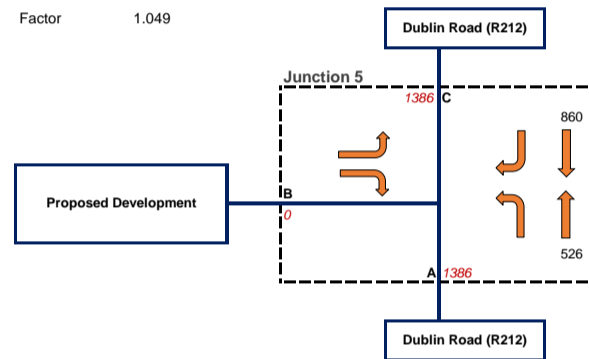 Factor 1.049
Dublin Road (R212)
Junction 5
1386 C
860
Proposed Development
B
0
526
A 1386
Dublin Road (R212)